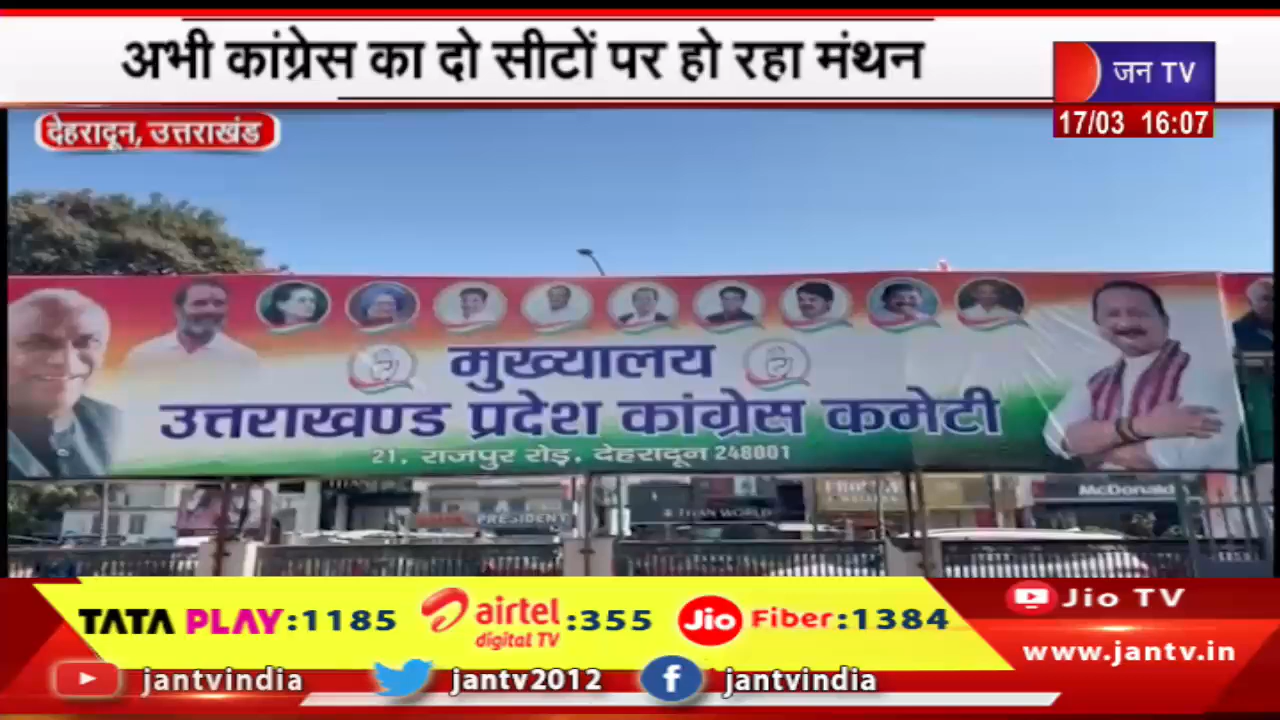 अभी कांग्रेस का दो सीटों पर हो रहा मंथन
जन TV
17/03 16:07
देहरादून, उत्तराखंड
मुख्यालय
उत्तराखण्ड प्रदेश कांग्रेस कमेटी
21, राजपुर रोड़, देहरादून 248001
PRESIDENT
TITAN WORLD
McDonald
TATA PLAY:1185
airtel digital TV:355
Jio Fiber:1384
Jio TV
www.jantv.in
jantvindia
jantv2012
jantvindia